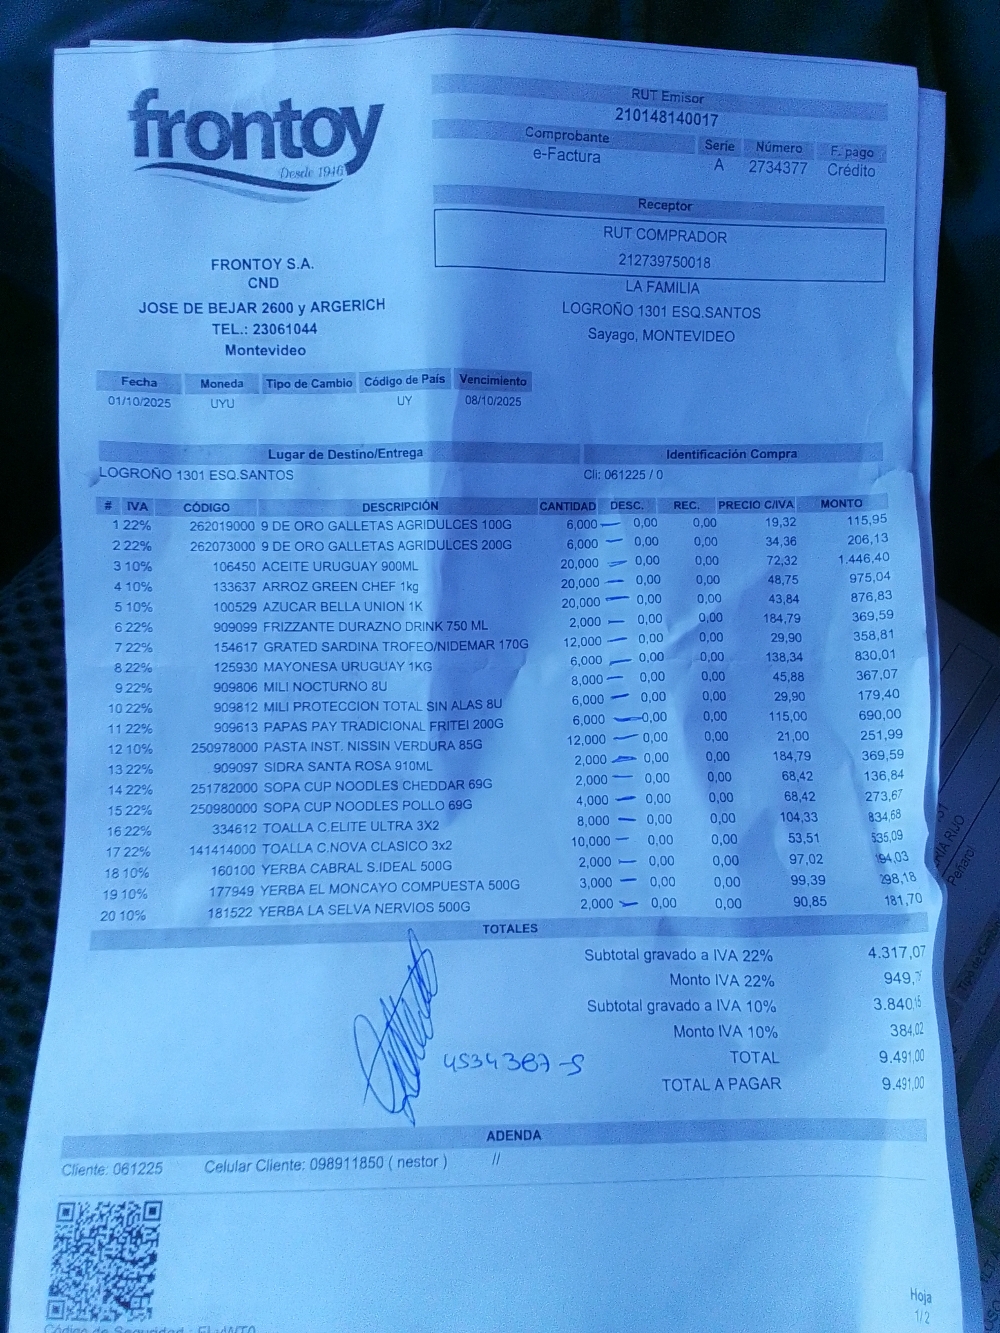 frontoy
Desde 1946
RUT Emisor
210148140017
Comprobante Serie Número F. pago
e-Factura A 2734377 Crédito
Receptor
RUT COMPRADOR
212739750018
LA FAMILIA
LOGROÑO 1301 ESQ.SANTOS
Sayago, MONTEVIDEO
FRONTOY S.A.
CND
JOSE DE BEJAR 2600 y ARGERICH
TEL.: 23061044
Montevideo
Fecha Moneda Tipo de Cambio Código de País Vencimiento
01/10/2025 UYU UY 08/10/2025
Lugar de Destino/Entrega Identificación Compra
LOGROÑO 1301 ESQ.SANTOS Cli: 061225 / 0
# IVA CÓDIGO DESCRIPCIÓN CANTIDAD DESC. REC. PRECIO C/IVA MONTO
1 22% 262019000 9 DE ORO GALLETAS AGRIDULCES 100G 6,000 0,00 0,00 19,32 115,95
2 22% 262073000 9 DE ORO GALLETAS AGRIDULCES 200G 6,000 0,00 0,00 34,36 206,13
3 10% 106450 ACEITE URUGUAY 900ML 20,000 0,00 0,00 72,32 1.446,40
4 10% 133637 ARROZ GREEN CHEF 1kg 20,000 0,00 0,00 48,75 975,04
5 10% 100529 AZUCAR BELLA UNION 1K 20,000 0,00 0,00 43,84 876,83
6 22% 909099 FRIZZANTE DURAZNO DRINK 750 ML 2,000 0,00 0,00 184,79 369,59
7 22% 154617 GRATED SARDINA TROFEO/NIDEMAR 170G 12,000 0,00 0,00 29,90 358,81
8 22% 125930 MAYONESA URUGUAY 1KG 6,000 0,00 0,00 138,34 830,01
9 22% 909806 MILI NOCTURNO 8U 8,000 0,00 0,00 45,88 367,07
10 22% 909812 MILI PROTECCION TOTAL SIN ALAS 8U 6,000 0,00 0,00 29,90 179,40
11 22% 909613 PAPAS PAY TRADICIONAL FRITEI 200G 6,000 0,00 0,00 115,00 690,00
12 10% 250978000 PASTA INST. NISSIN VERDURA 85G 12,000 0,00 0,00 21,00 251,99
13 22% 909097 SIDRA SANTA ROSA 910ML 2,000 0,00 0,00 184,79 369,59
14 22% 251782000 SOPA CUP NOODLES CHEDDAR 69G 2,000 0,00 0,00 68,42 136,84
15 22% 250980000 SOPA CUP NOODLES POLLO 69G 4,000 0,00 0,00 68,42 273,67
16 22% 334612 TOALLA C.ELITE ULTRA 3X2 8,000 0,00 0,00 104,33 834,68
17 22% 141414000 TOALLA C.NOVA CLASICO 3x2 10,000 0,00 0,00 53,51 535,09
18 10% 160100 YERBA CABRAL S.IDEAL 500G 2,000 0,00 0,00 97,02 194,03
19 10% 177949 YERBA EL MONCAYO COMPUESTA 500G 3,000 0,00 0,00 99,39 298,18
20 10% 181522 YERBA LA SELVA NERVIOS 500G 2,000 0,00 0,00 90,85 181,70
TOTALES
Subtotal gravado a IVA 22% 4.317,07
Monto IVA 22%
Subtotal gravado a IVA 10% 3.840,15
Monto IVA 10% 384,02
TOTAL 9.491,00
TOTAL A PAGAR 9.491,00
4534387-5
ADENDA
Cliente: 061225 Celular Cliente: 098911850 ( nestor ) //
Hoja
1/2